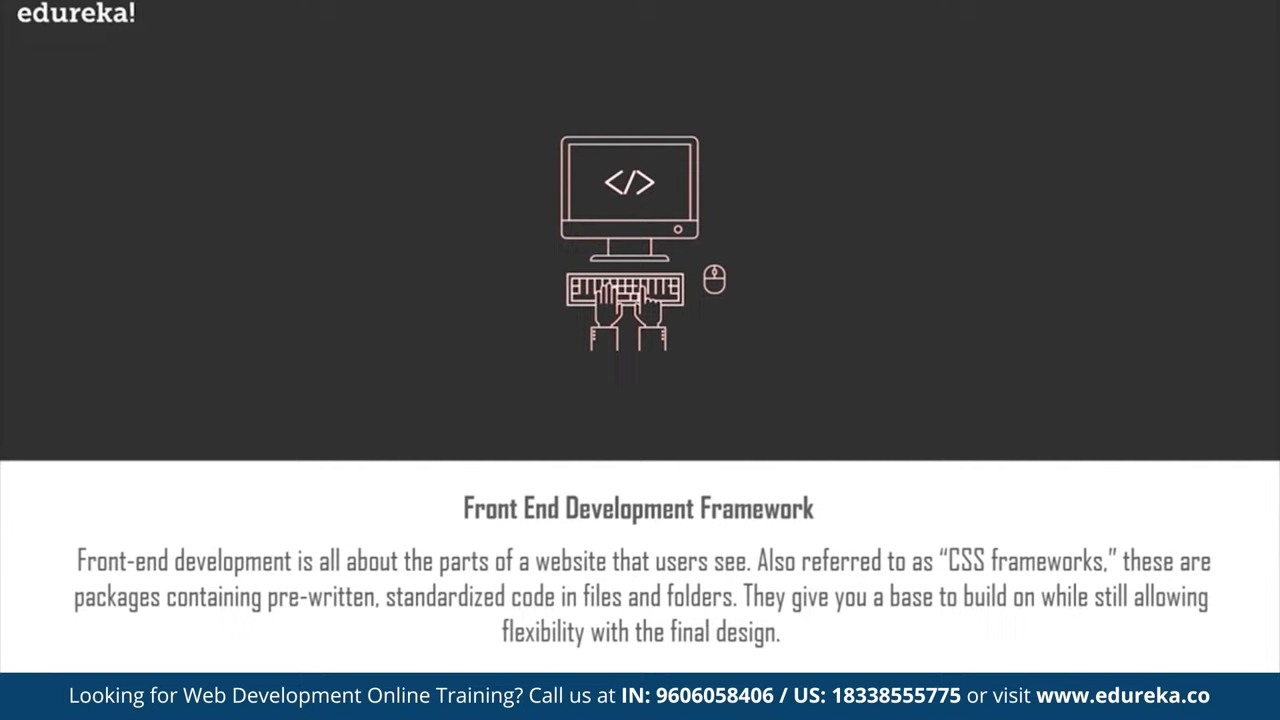 edureka!
</>
Front End Development Framework
Front-end development is all about the parts of a website that users see. Also referred to as “CSS frameworks,” these are
packages containing pre-written, standardized code in files and folders. They give you a base to build on while still allowing
flexibility with the final design.
Looking for Web Development Online Training? Call us at IN: 9606058406 / US: 18338555775 or visit www.edureka.co